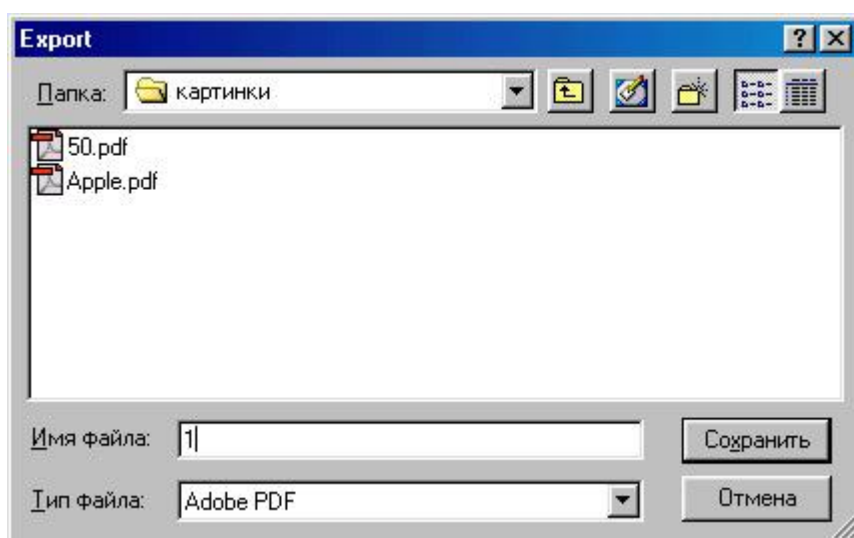 Export
Папка: картинки
50.pdf
Apple.pdf
Имя файла: 1 Сохранить
Тип файла: Adobe PDF Отмена